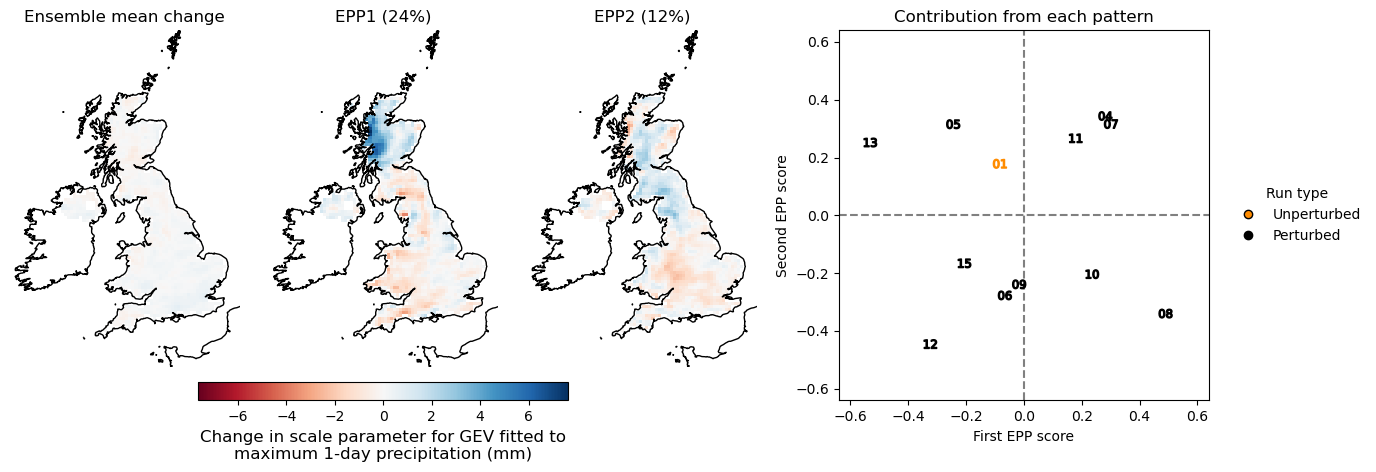 Ensemble mean change
EPP1 (24%)
EPP2 (12%)
−6 −4 −2 0 2 4 6
Change in scale parameter for GEV fitted to
maximum 1-day precipitation (mm)
Contribution from each pattern
Second EPP score
0.6
0.4
0.2
0.0
−0.2
−0.4
−0.6
04
07
05
11
13
01
15
10
09
06
08
12
−0.6 −0.4 −0.2 0.0 0.2 0.4 0.6
First EPP score
Run type
Unperturbed
Perturbed